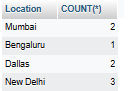 Location COUNT(*)
Mumbai 2
Bengaluru 1
Dallas 2
New Delhi 3